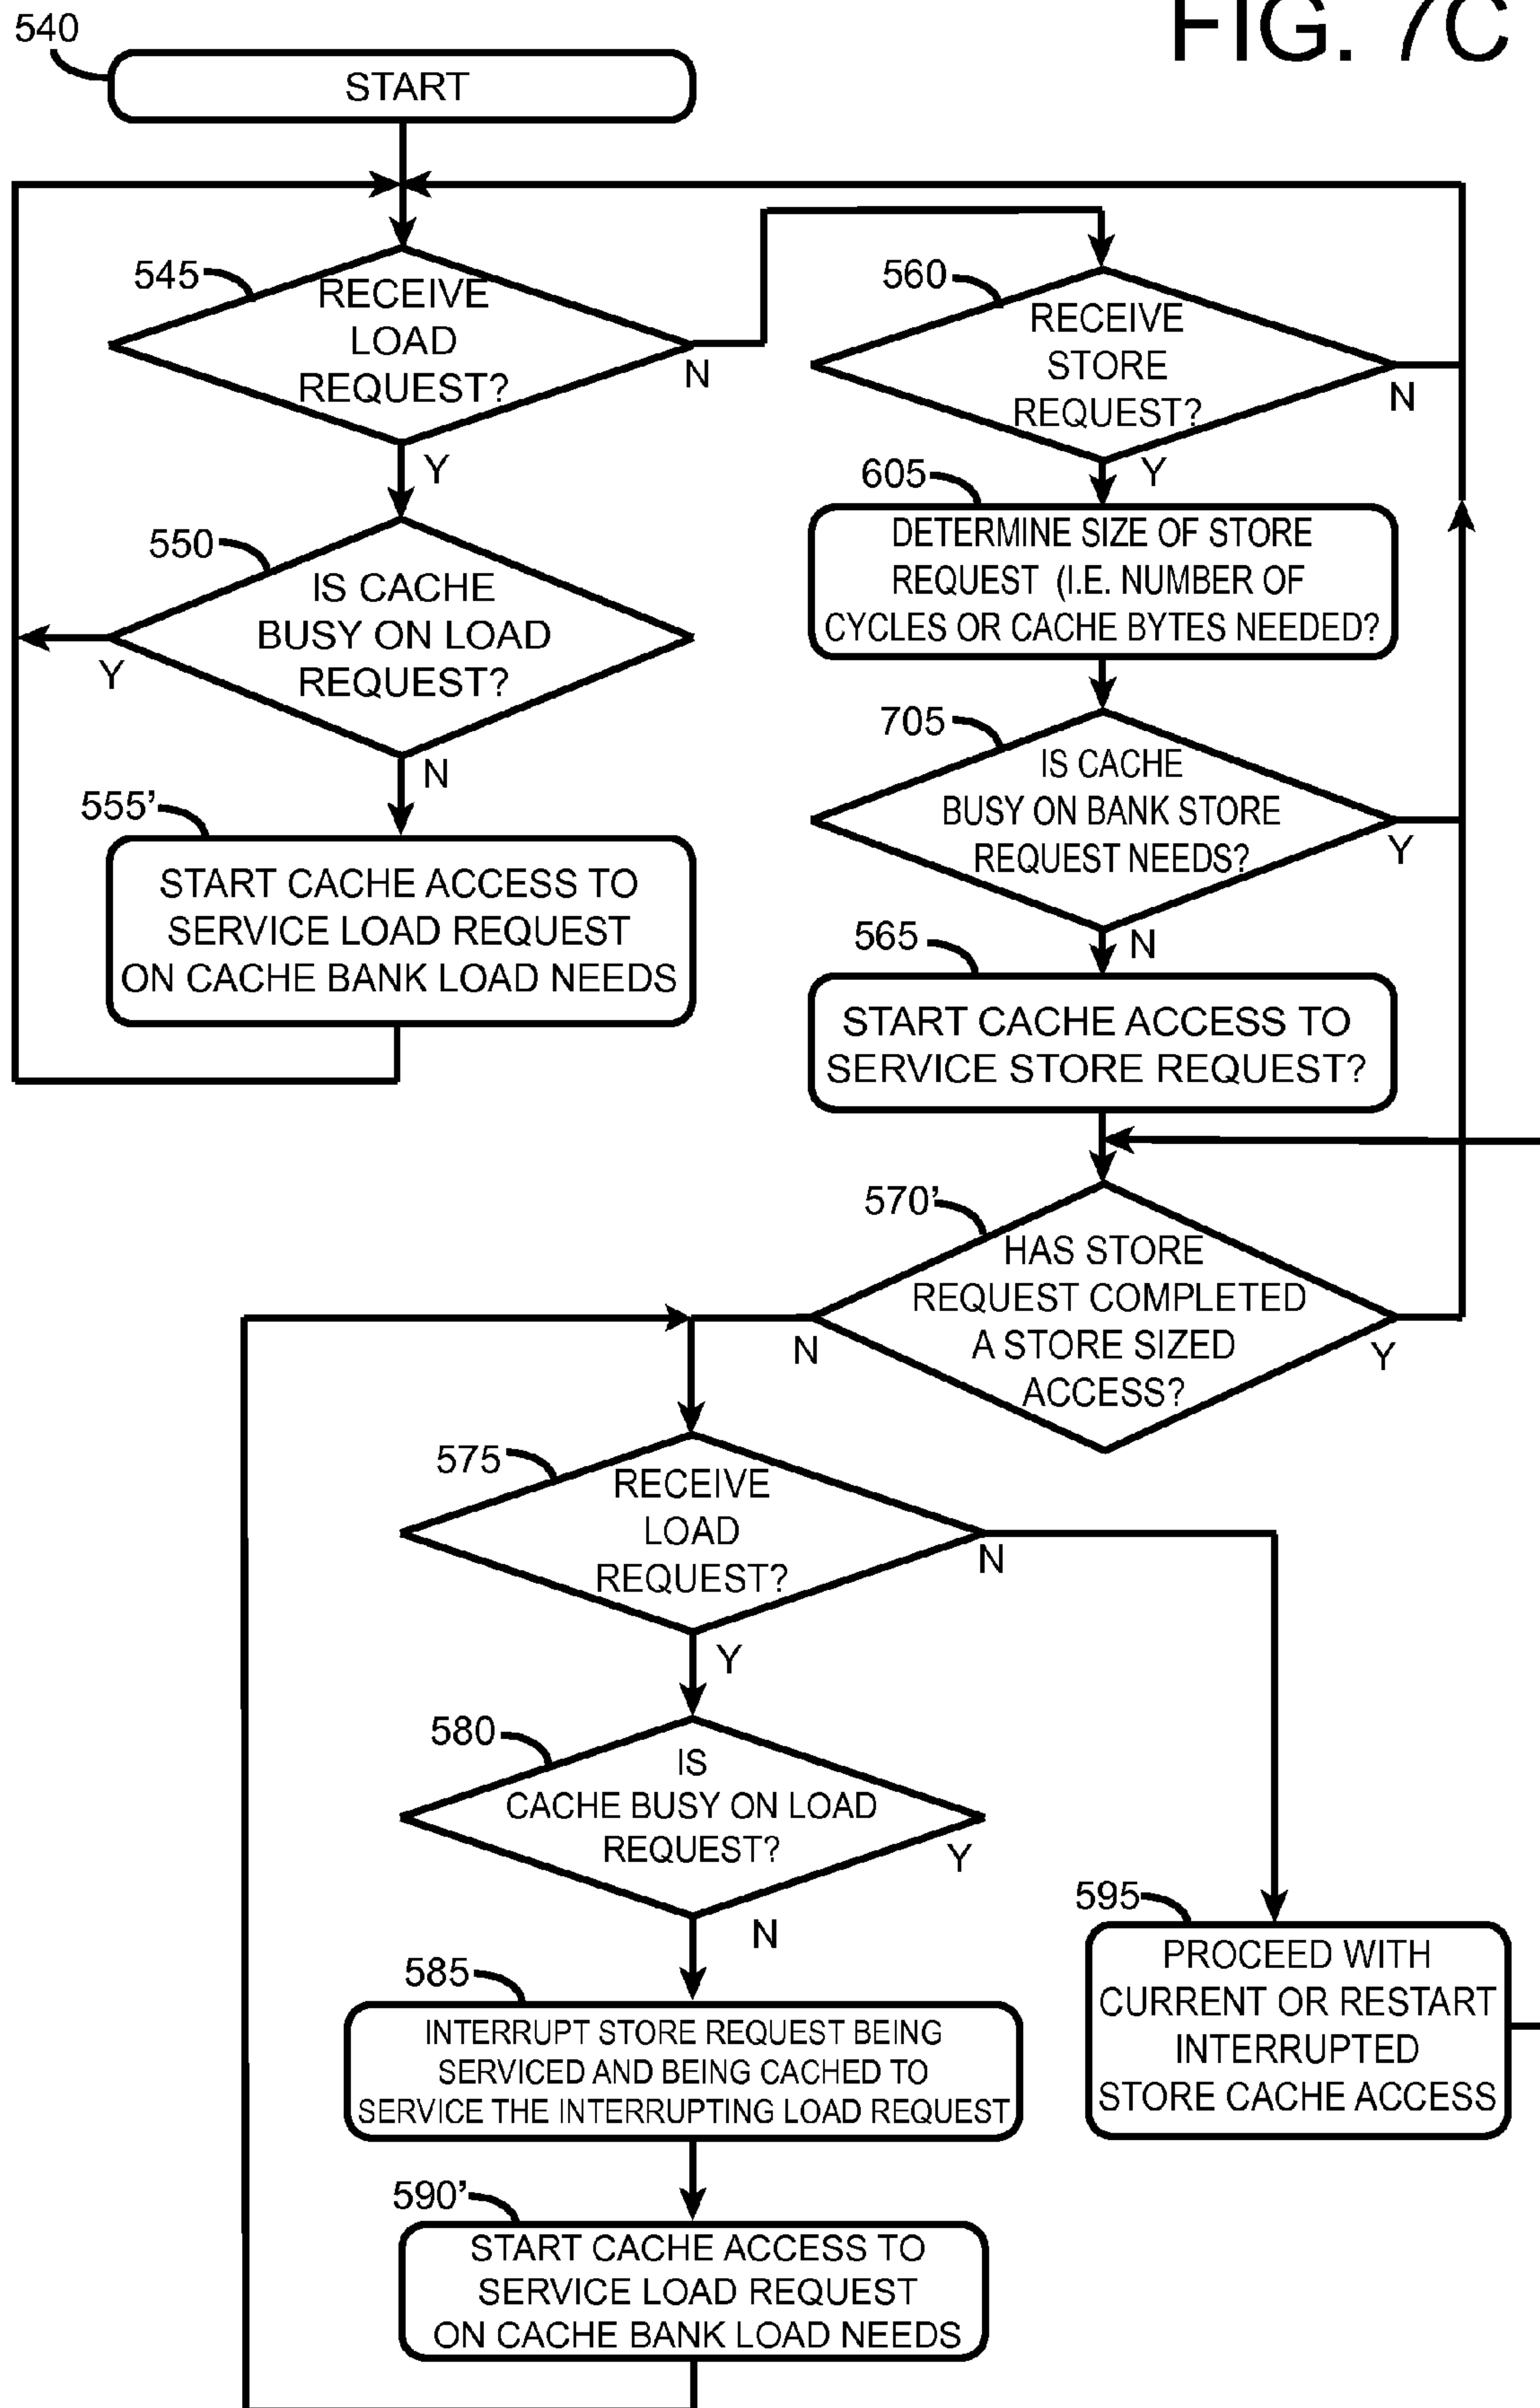 FIG. 7C
540
START
545
RECEIVE
LOAD
REQUEST?
N
Y
550
IS CACHE
BUSY ON LOAD
REQUEST?
Y
N
555’
START CACHE ACCESS TO
SERVICE LOAD REQUEST
ON CACHE BANK LOAD NEEDS
560
RECEIVE
STORE
REQUEST?
N
Y
605
DETERMINE SIZE OF STORE
REQUEST (I.E. NUMBER OF
CYCLES OR CACHE BYTES NEEDED?
705
IS CACHE
BUSY ON BANK STORE
REQUEST NEEDS?
Y
N
565
START CACHE ACCESS TO
SERVICE STORE REQUEST?
570’
HAS STORE
REQUEST COMPLETED
A STORE SIZED
ACCESS?
N
Y
575
RECEIVE
LOAD
REQUEST?
N
Y
580
IS
CACHE BUSY ON LOAD
REQUEST?
Y
N
585
INTERRUPT STORE REQUEST BEING
SERVICED AND BEING CACHED TO
SERVICE THE INTERRUPTING LOAD REQUEST
590’
START CACHE ACCESS TO
SERVICE LOAD REQUEST
ON CACHE BANK LOAD NEEDS
595
PROCEED WITH
CURRENT OR RESTART
INTERRUPTED
STORE CACHE ACCESS